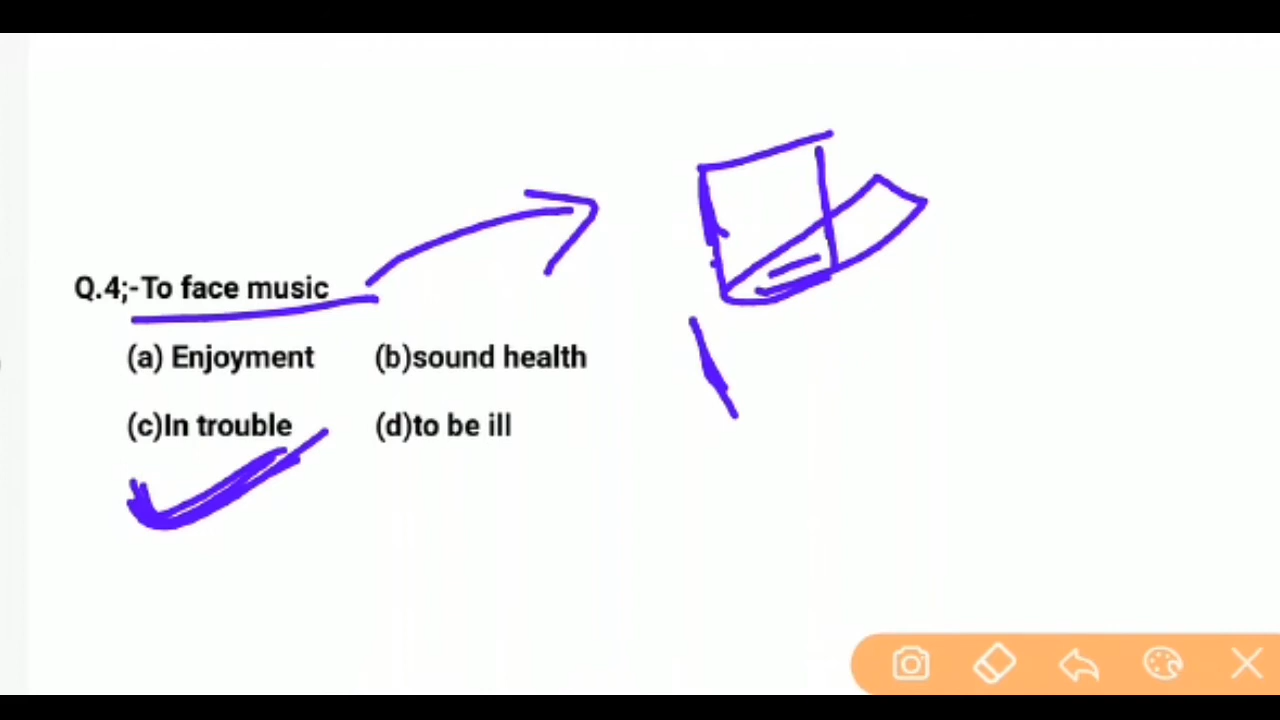 Q.4;-To face music
(a) Enjoyment (b)sound health
(c)In trouble (d)to be ill